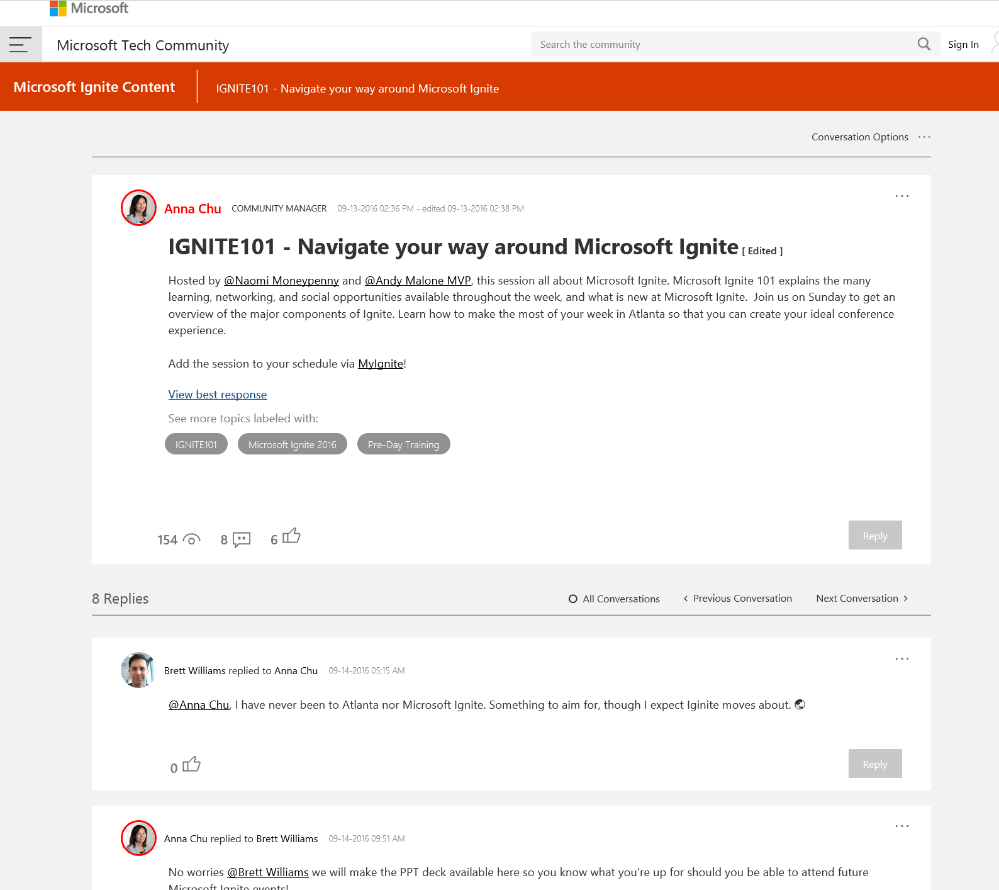 Microsoft
Microsoft Tech Community
Search the community
Sign In
Microsoft Ignite Content
IGNITE101 - Navigate your way around Microsoft Ignite
Conversation Options
Anna Chu COMMUNITY MANAGER 09-13-2016 02:36 PM - edited 09-13-2016 02:38 PM
IGNITE101 - Navigate your way around Microsoft Ignite [ Edited ]
Hosted by @Naomi Moneypenny and @Andy Malone MVP, this session all about Microsoft Ignite. Microsoft Ignite 101 explains the many
learning, networking, and social opportunities available throughout the week, and what is new at Microsoft Ignite.  Join us on Sunday to get an
overview of the major components of Ignite. Learn how to make the most of your week in Atlanta so that you can create your ideal conference
experience.
Add the session to your schedule via MyIgnite!
View best response
See more topics labeled with:
IGNITE101
Microsoft Ignite 2016
Pre-Day Training
154
8
6
Reply
8 Replies
All Conversations
Previous Conversation
Next Conversation
Brett Williams replied to Anna Chu 09-14-2016 05:15 AM
@Anna Chu, I have never been to Atlanta nor Microsoft Ignite. Something to aim for, though I expect Iginite moves about.
0
Reply
Anna Chu replied to Brett Williams 09-14-2016 09:51 AM
No worries @Brett Williams we will make the PPT deck available here so you know what you're up for should you be able to attend future
Microsoft Ignite events!